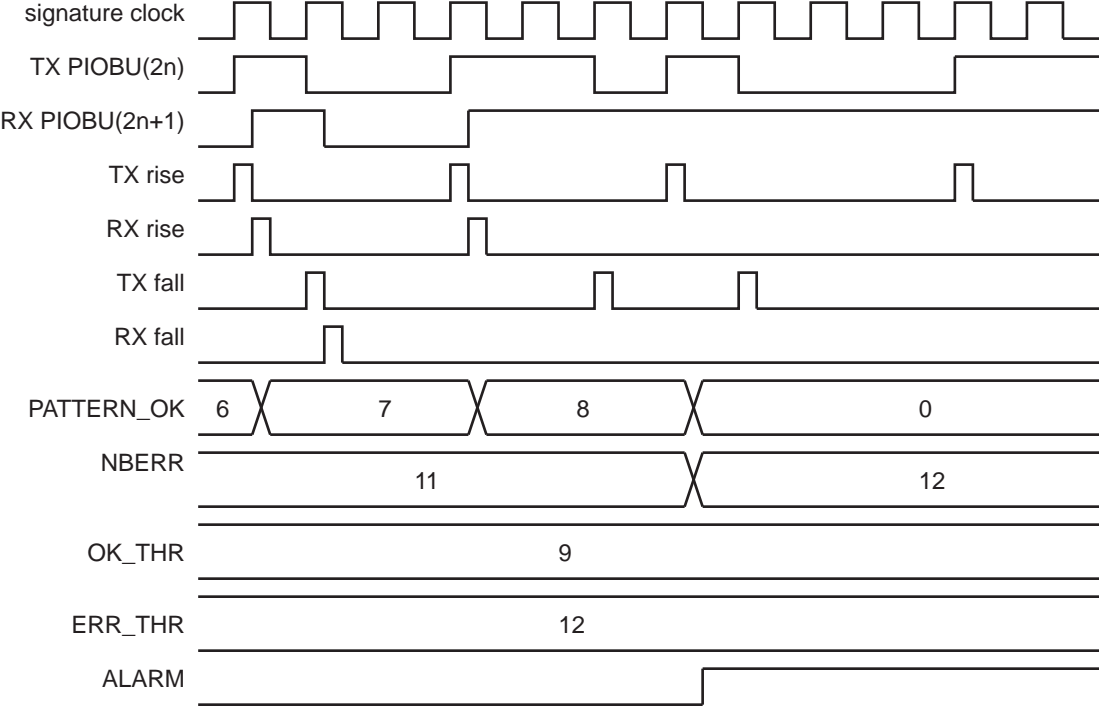 signature clock
TX PIOBU(2n)
RX PIOBU(2n+1)
TX rise
RX rise
TX fall
RX fall
PATTERN_OK 6 7 8 0
NBERR 11 12
OK_THR 9
ERR_THR 12
ALARM